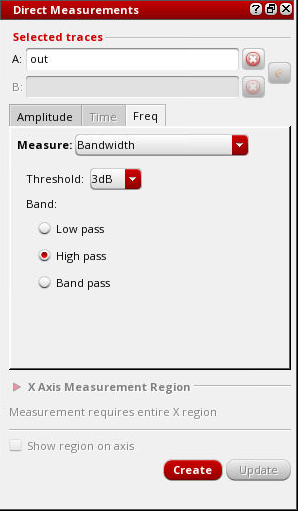 Direct Measurements
Selected traces
A: out
B:
Amplitude Time Freq
Measure: Bandwidth
Threshold: 3dB
Band:
Low pass
High pass
Band pass
X Axis Measurement Region
Measurement requires entire X region
Show region on axis
Create Update